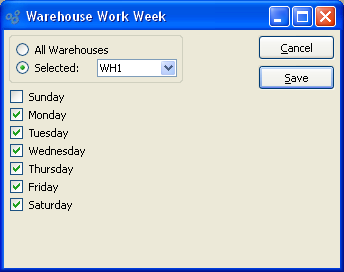 Warehouse Work Week
All Warehouses
Selected: WH1
Cancel
Save
Sunday
Monday
Tuesday
Wednesday
Thursday
Friday
Saturday